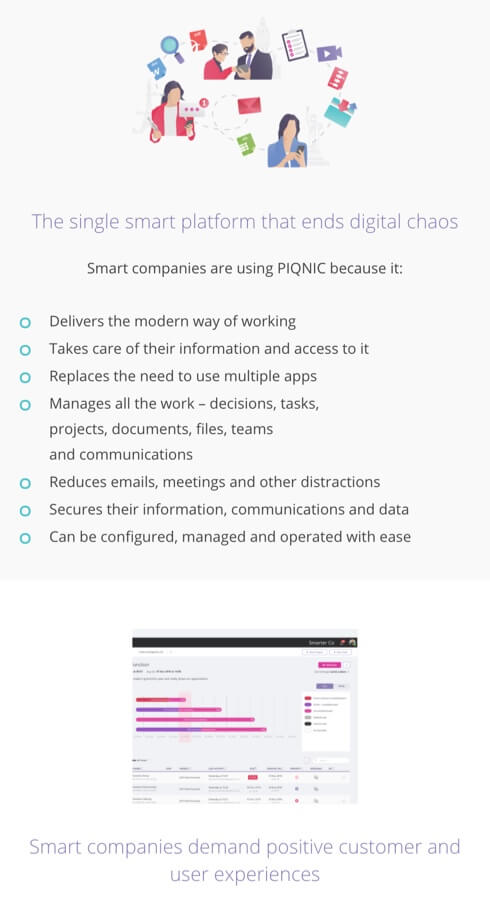 The single smart platform that ends digital chaos
Smart companies are using PIQNIC because it:
Delivers the modern way of working
Takes care of their information and access to it
Replaces the need to use multiple apps
Manages all the work – decisions, tasks,
projects, documents, files, teams
and communications
Reduces emails, meetings and other distractions
Secures their information, communications and data
Can be configured, managed and operated with ease
Smarter Co
Smart companies demand positive customer and
user experiences